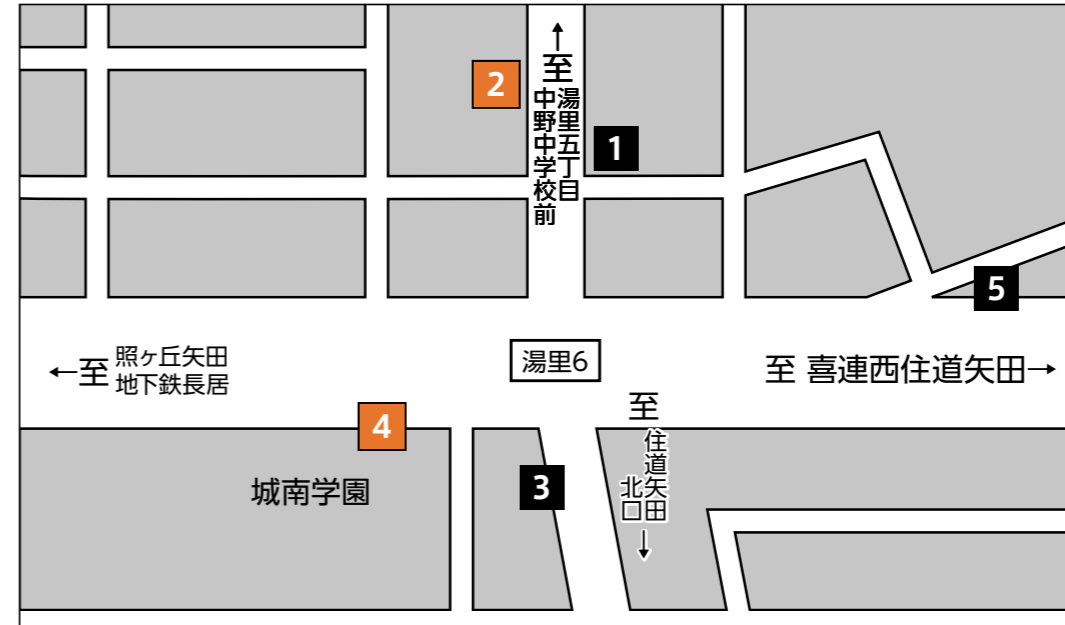 2
↑
至
湯里五丁目
中野中学校前
1
5
←至
照ヶ丘矢田
地下鉄長居
湯里6
至 喜連西住道矢田→
4
至
住道矢田
北口
↓
城南学園
3